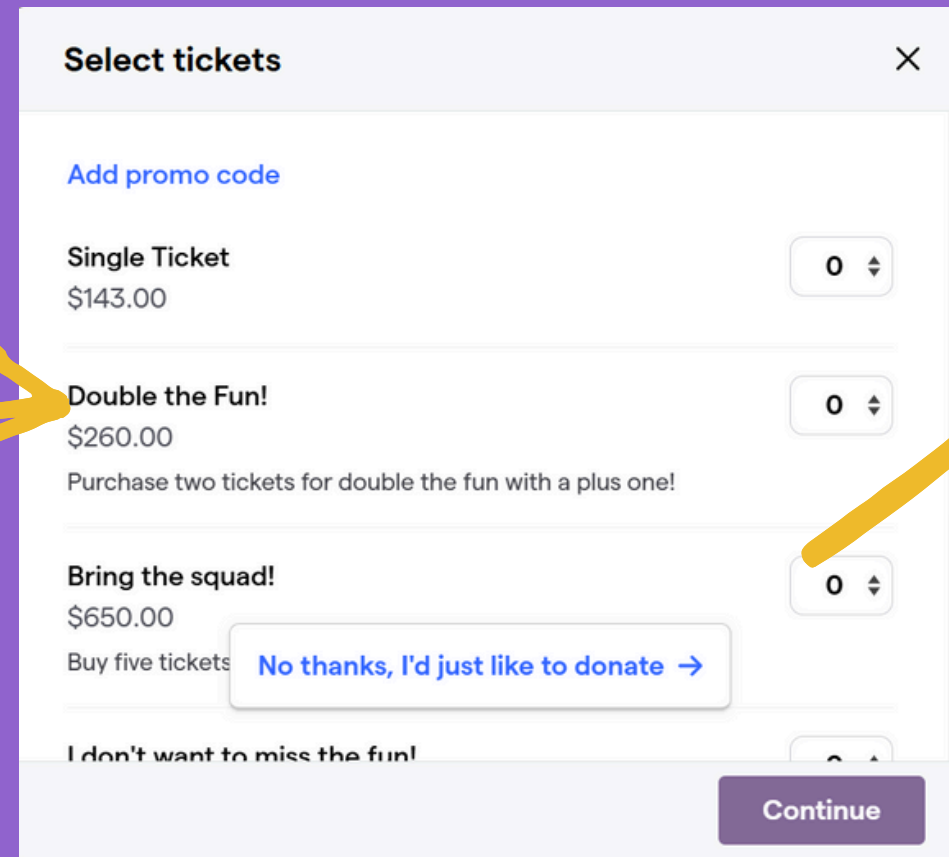 Select tickets
Add promo code
Single Ticket
0
$143.00
Double the Fun!
0
$260.00
Purchase two tickets for double the fun with a plus one!
Bring the squad!
0
$650.00
Buy five tickets
No thanks, I'd just like to donate →
I don't want to miss the fun!
0
Continue